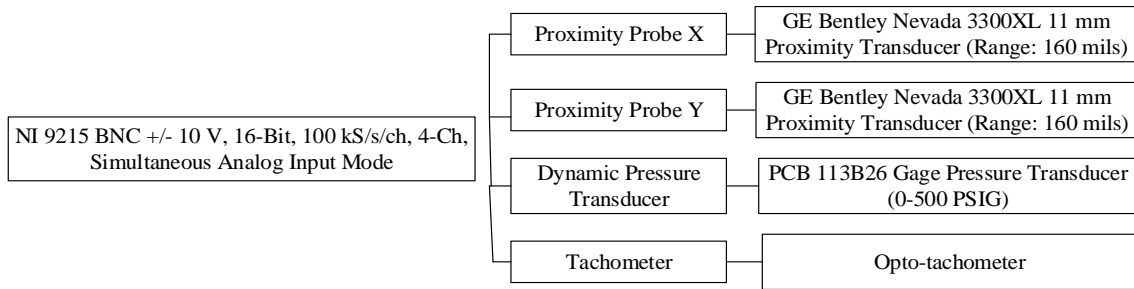 NI 9215 BNC +/- 10 V, 16-Bit, 100 kS/s/ch, 4-Ch,
Simultaneous Analog Input Mode
Proximity Probe X
GE Bentley Nevada 3300XL 11 mm
Proximity Transducer (Range: 160 mils)
Proximity Probe Y
GE Bentley Nevada 3300XL 11 mm
Proximity Transducer (Range: 160 mils)
Dynamic Pressure
Transducer
PCB 113B26 Gage Pressure Transducer
(0-500 PSIG)
Tachometer
Opto-tachometer